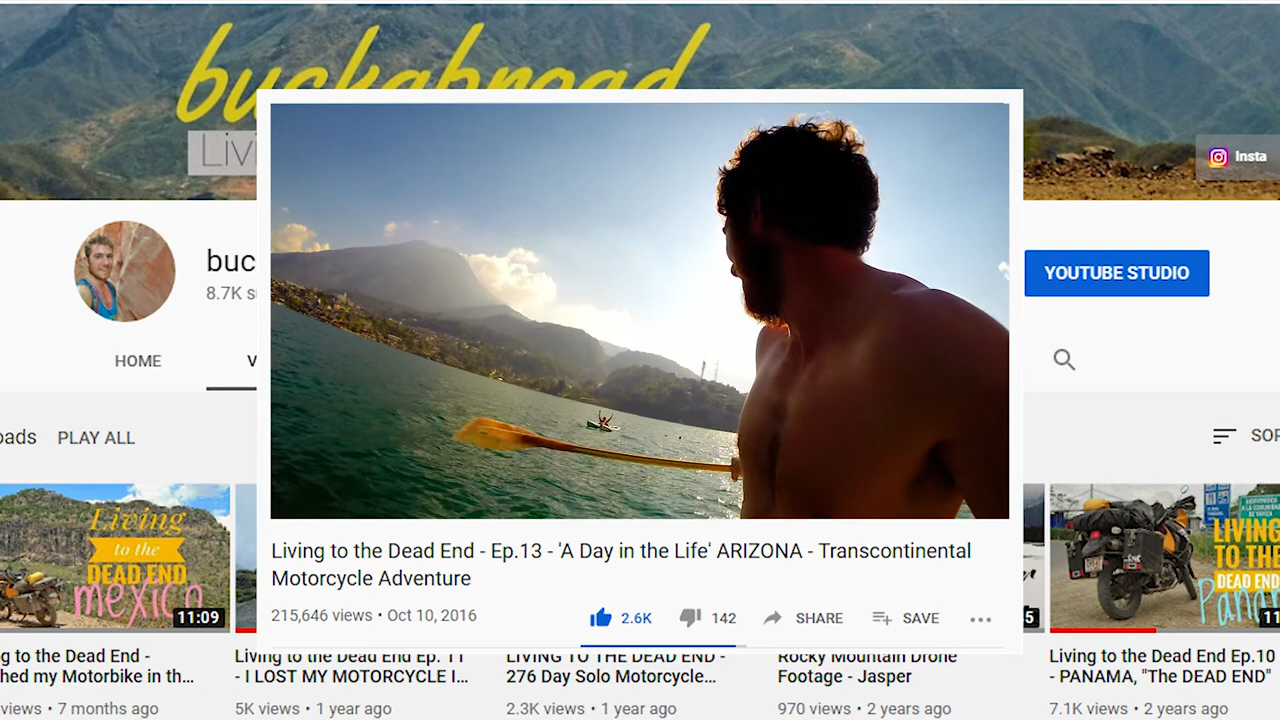 buckabroad
Livi
Insta
buc
8.7K s
YOUTUBE STUDIO
HOME
V
oads PLAY ALL
SOR
Living
to the
DEAD END
mexico
11:09
LIVING
TO THE
DEAD END
Panam
11
5
Living to the Dead End - Ep.13 - 'A Day in the Life' ARIZONA - Transcontinental
Motorcycle Adventure
215,646 views • Oct 10, 2016
2.6K 142 SHARE SAVE
g to the Dead End -
hed my Motorbike in th...
views • 7 months ago
Living to the Dead End Ep. 11
- I LOST MY MOTORCYCLE I...
5K views • 1 year ago
LIVING TO THE DEAD END -
276 Day Solo Motorcycle...
2.3K views • 1 year ago
Rocky Mountain Drone
Footage - Jasper
970 views • 2 years ago
Living to the Dead End Ep.10
- PANAMA, "The DEAD END"
7.1K views • 2 years ago